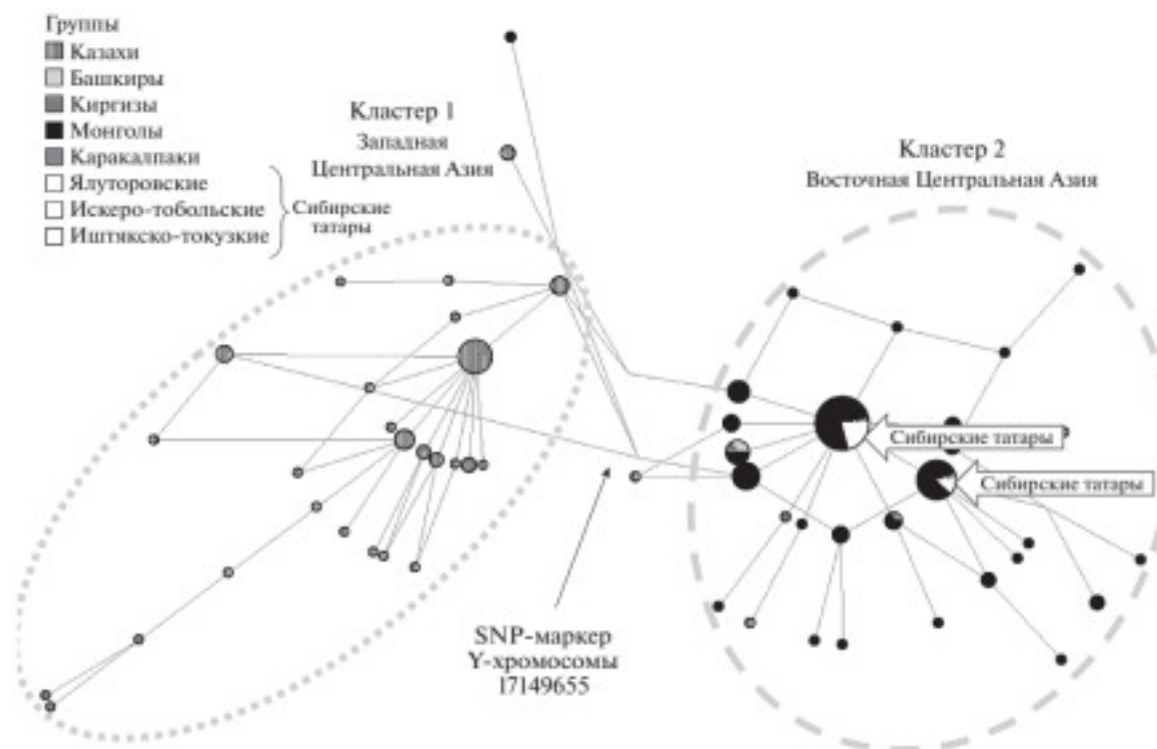 Группы
Казахи
Башкиры
Киргизы
Монголы
Каракалпаки
Ялуторовские
Искеро-тобольские
Иштякско-токузкие
Сибирские
татары
Кластер 1
Западная
Центральная Азия
Кластер 2
Восточная Центральная Азия
Сибирские татары
Сибирские татары
SNP-маркер
Y-хромосомы
17149655